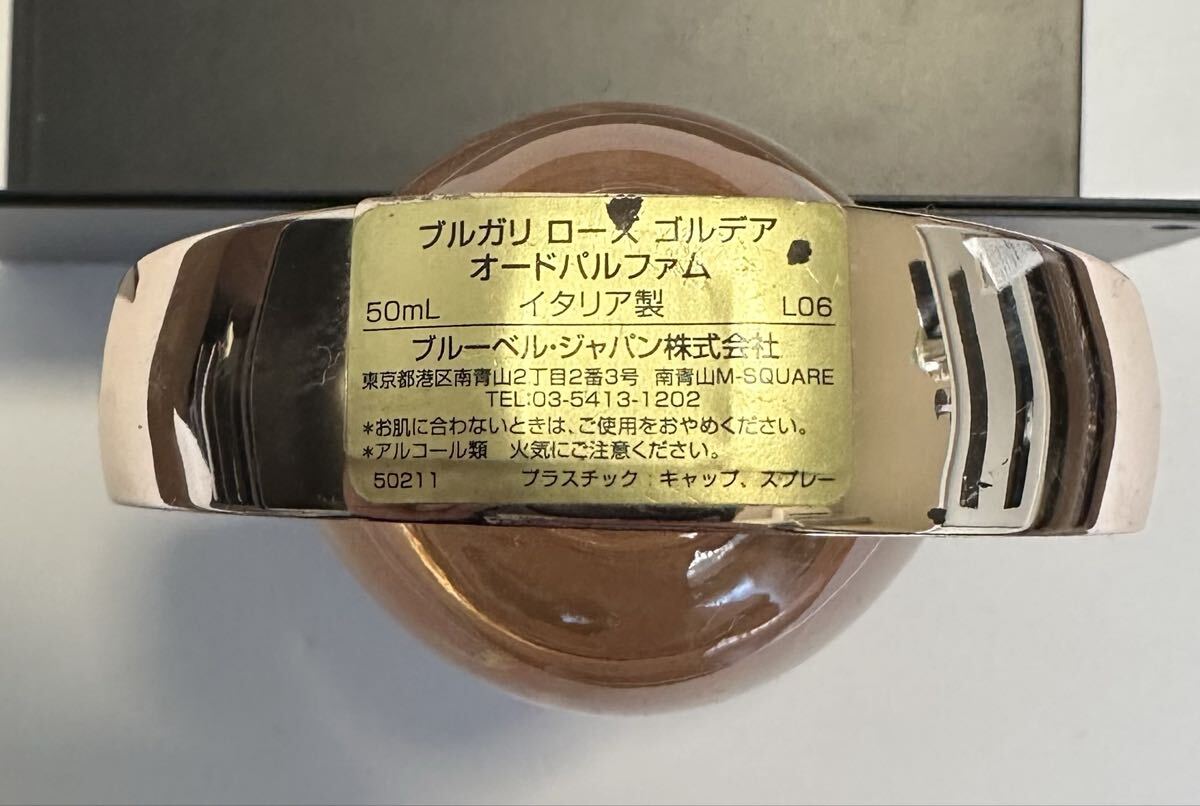 ブルガリ ローズ ゴルデア
オードパルファム
50mL イタリア製 L06
ブルーベル・ジャパン株式会社
東京都港区南青山2丁目2番3号 南青山M-SQUARE
TEL:03-5413-1202
*お肌に合わないときは、ご使用をおやめください。
*アルコール類 火気にご注意ください。
50211 プラスチック:キャップ、スプレー